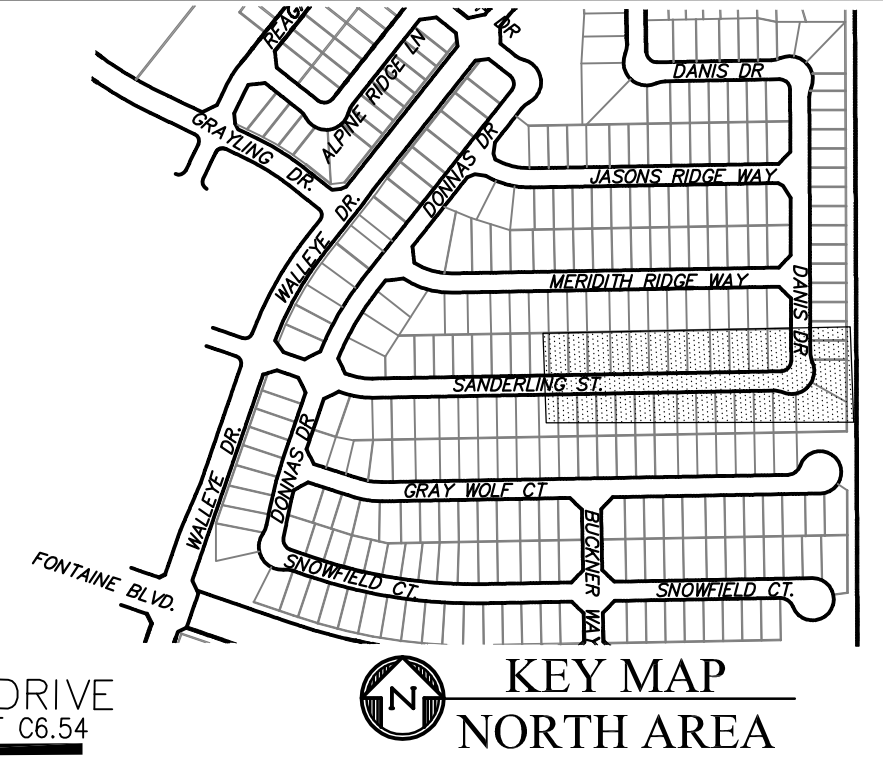 REAG
DR
ALPINE RIDGE LN
DANIS DR
GRAYLING DR.
DONNAS DR
JASONS RIDGE WAY
WALLEYE DR.
MERIDITH RIDGE WAY
DANIS DR
SANDERLING ST.
WALLEYE DR.
DONNAS DR
GRAY WOLF CT
BUCKNER WAY
FONTAINE BLVD.
SNOWFIELD CT.
SNOWFIELD CT.
DRIVE
C6.54
N
KEY MAP
NORTH AREA